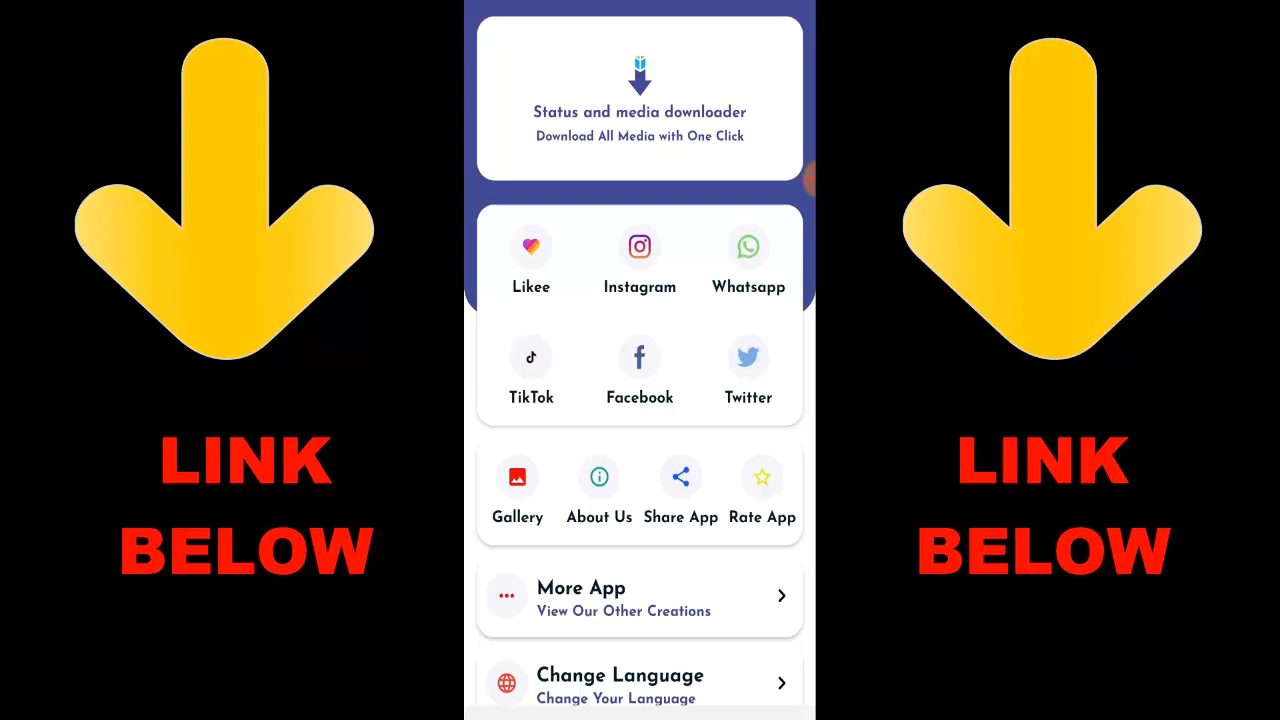 Status and media downloader
Download All Media with One Click
Likee Instagram Whatsapp
TikTok Facebook Twitter
LINK
BELOW
LINK
BELOW
Gallery About Us Share App Rate App
More App
View Our Other Creations
Change Language
Change Your Language